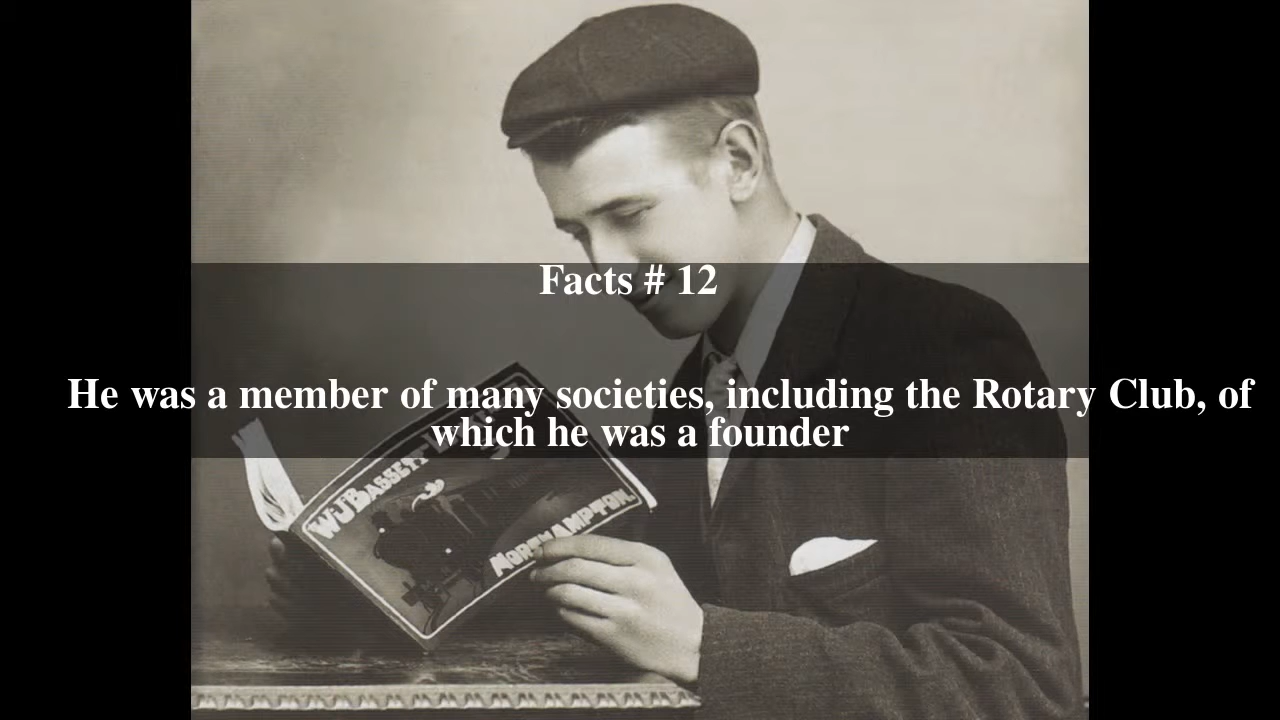 Facts # 12
He was a member of many societies, including the Rotary Club, of
which he was a founder
W·J·BASSETT-
NORTHAMPTON.